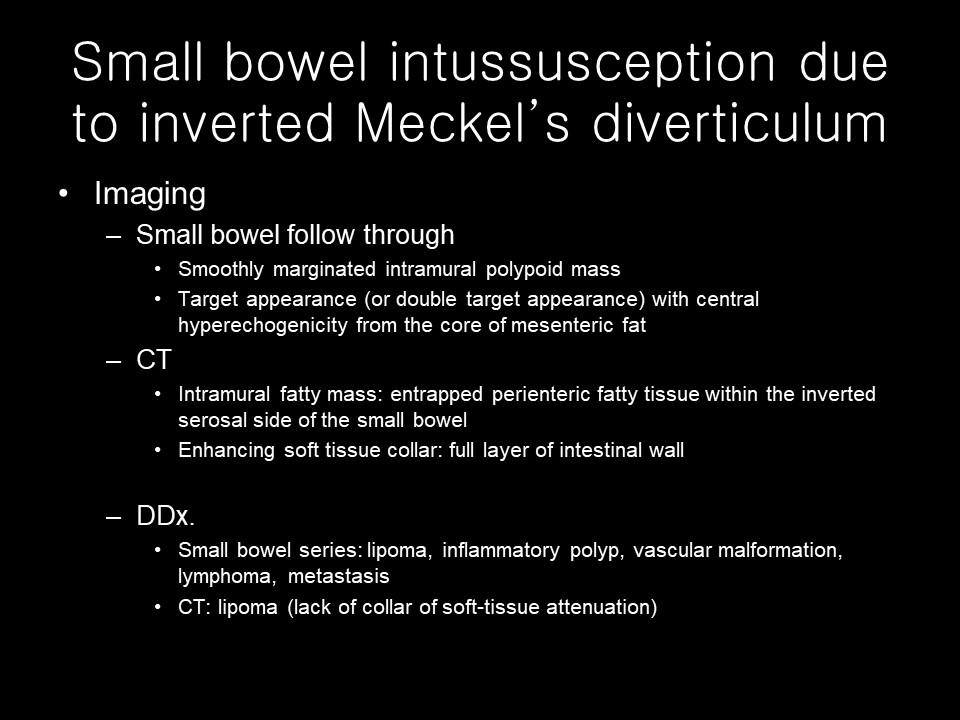 Small bowel intussusception due
to inverted Meckel’s diverticulum
• Imaging
– Small bowel follow through
• Smoothly marginated intramural polypoid mass
• Target appearance (or double target appearance) with central
hyperechogenicity from the core of mesenteric fat
– CT
• Intramural fatty mass: entrapped perienteric fatty tissue within the inverted
serosal side of the small bowel
• Enhancing soft tissue collar: full layer of intestinal wall
– DDx.
• Small bowel series: lipoma, inflammatory polyp, vascular malformation,
lymphoma, metastasis
• CT: lipoma (lack of collar of soft-tissue attenuation)